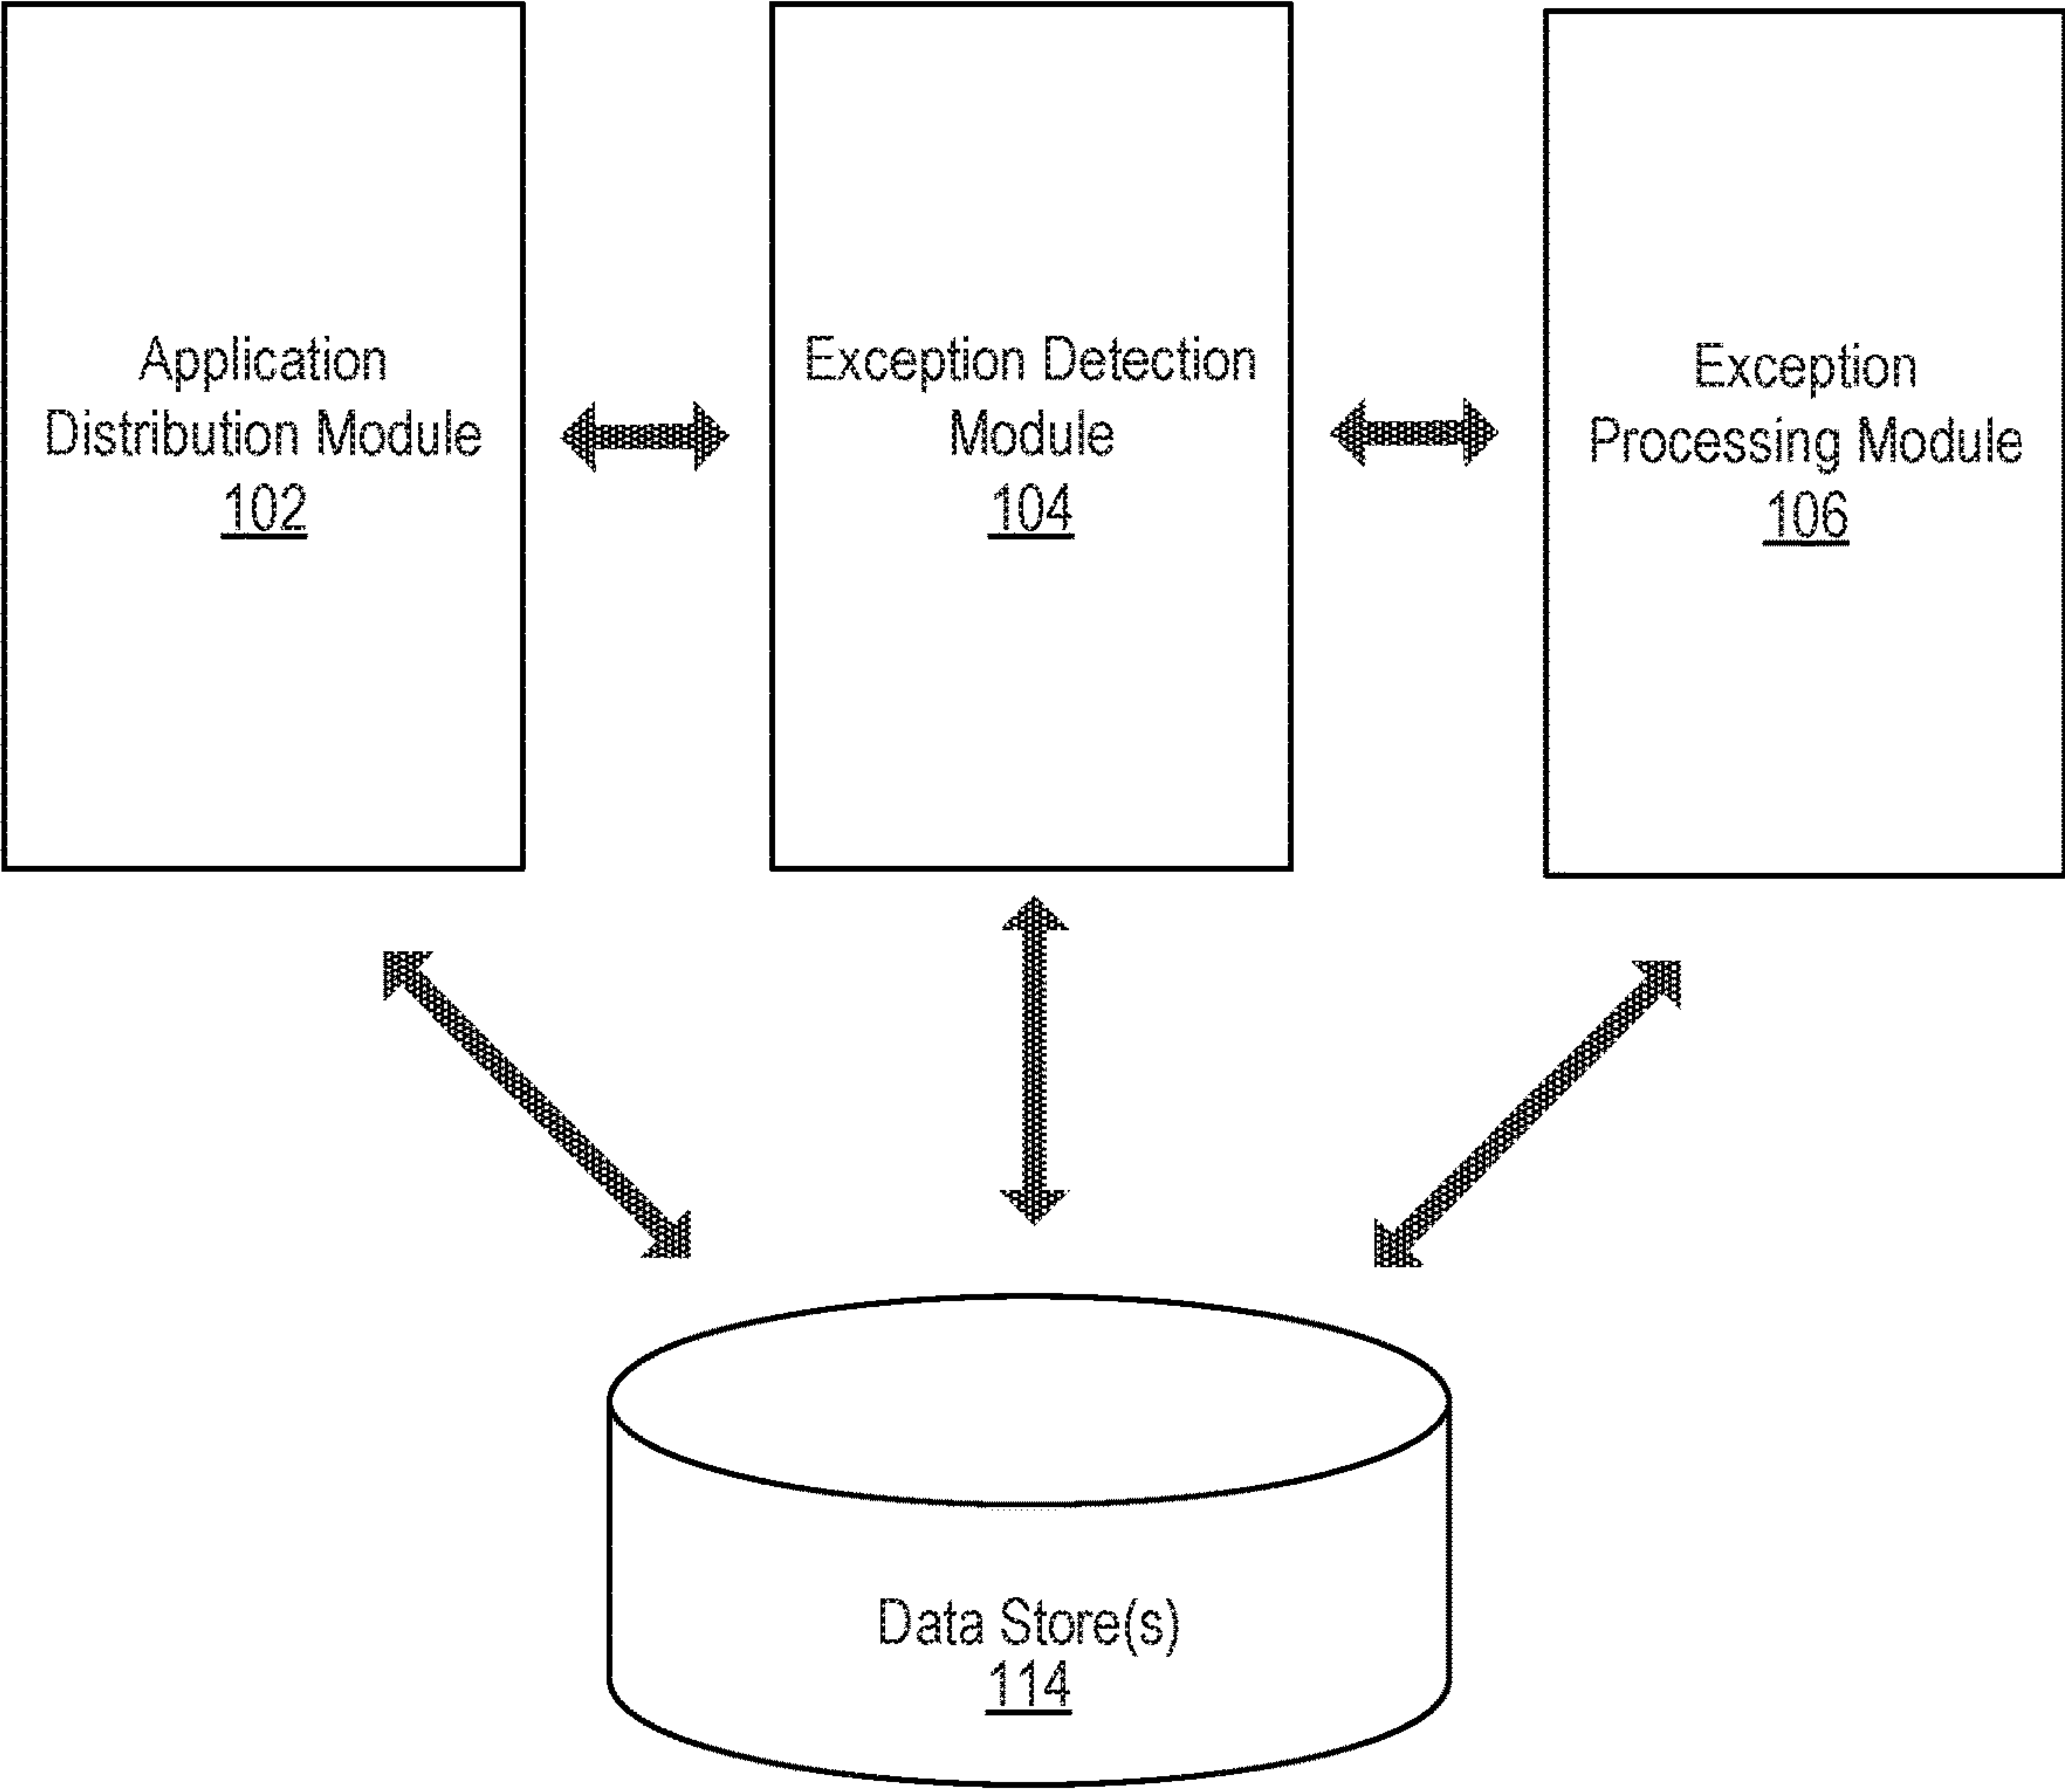 Application
Distribution Module
102
Exception Detection
Module
104
Exception
Processing Module
106
Data Store(s)
114